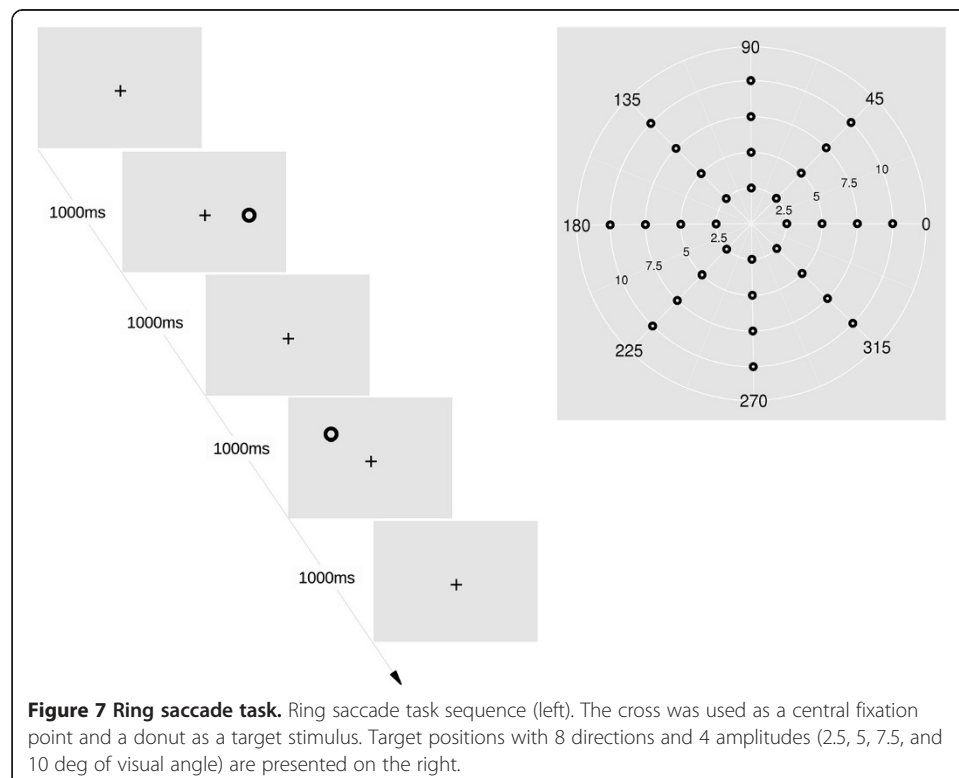 1000ms
1000ms
1000ms
1000ms
90
135
45
10
7.5
5
2.5
180
0
2.5
5
7.5
10
225
315
270
Figure 7 Ring saccade task. Ring saccade task sequence (left). The cross was used as a central fixation
point and a donut as a target stimulus. Target positions with 8 directions and 4 amplitudes (2.5, 5, 7.5, and
10 deg of visual angle) are presented on the right.